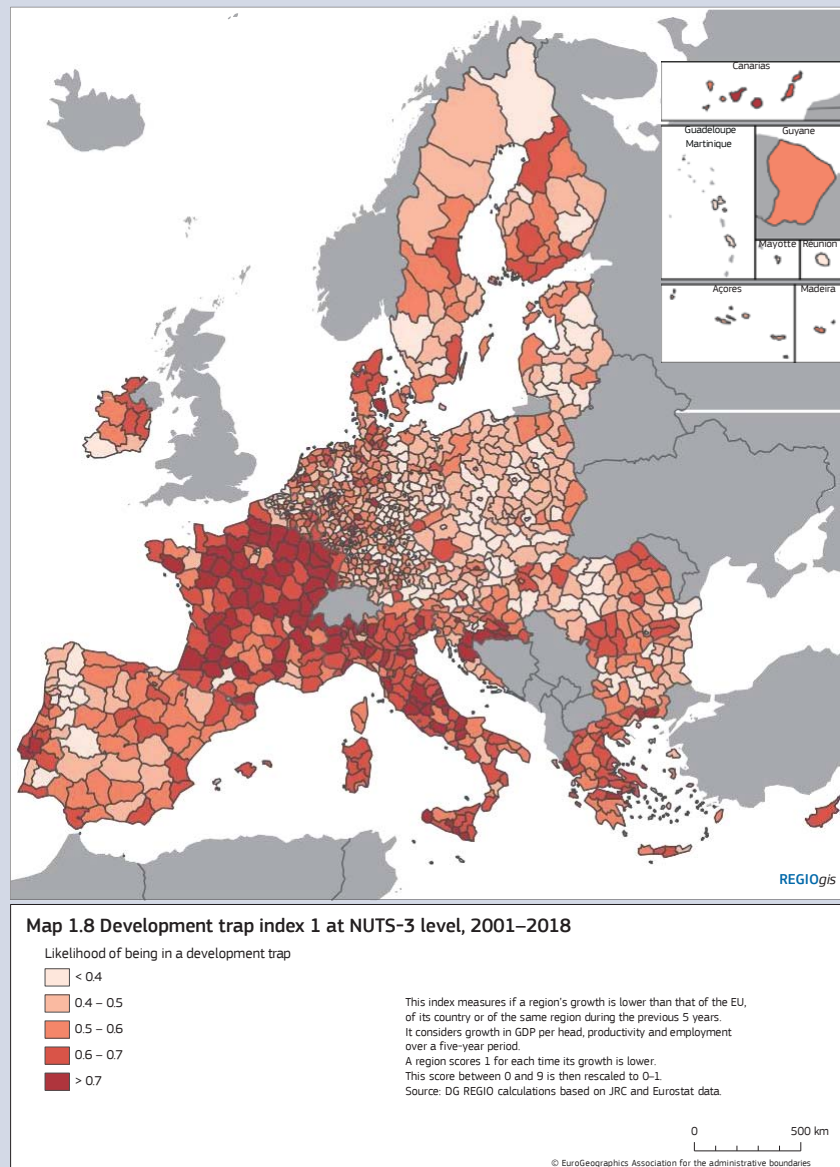 Canarias
Guadeloupe
Martinique
Guyane
Mayotte
Réunion
Açores
Madeira
REGIOgis
Map 1.8 Development trap index 1 at NUTS-3 level, 2001–2018
Likelihood of being in a development trap
< 0.4
0.4 – 0.5
0.5 – 0.6
0.6 – 0.7
> 0.7
This index measures if a region's growth is lower than that of the EU,
of its country or of the same region during the previous 5 years.
It considers growth in GDP per head, productivity and employment
over a five-year period.
A region scores 1 for each time its growth is lower.
This score between 0 and 9 is then rescaled to 0–1.
Source: DG REGIO calculations based on JRC and Eurostat data.
0 500 km
© EuroGeographics Association for the administrative boundaries